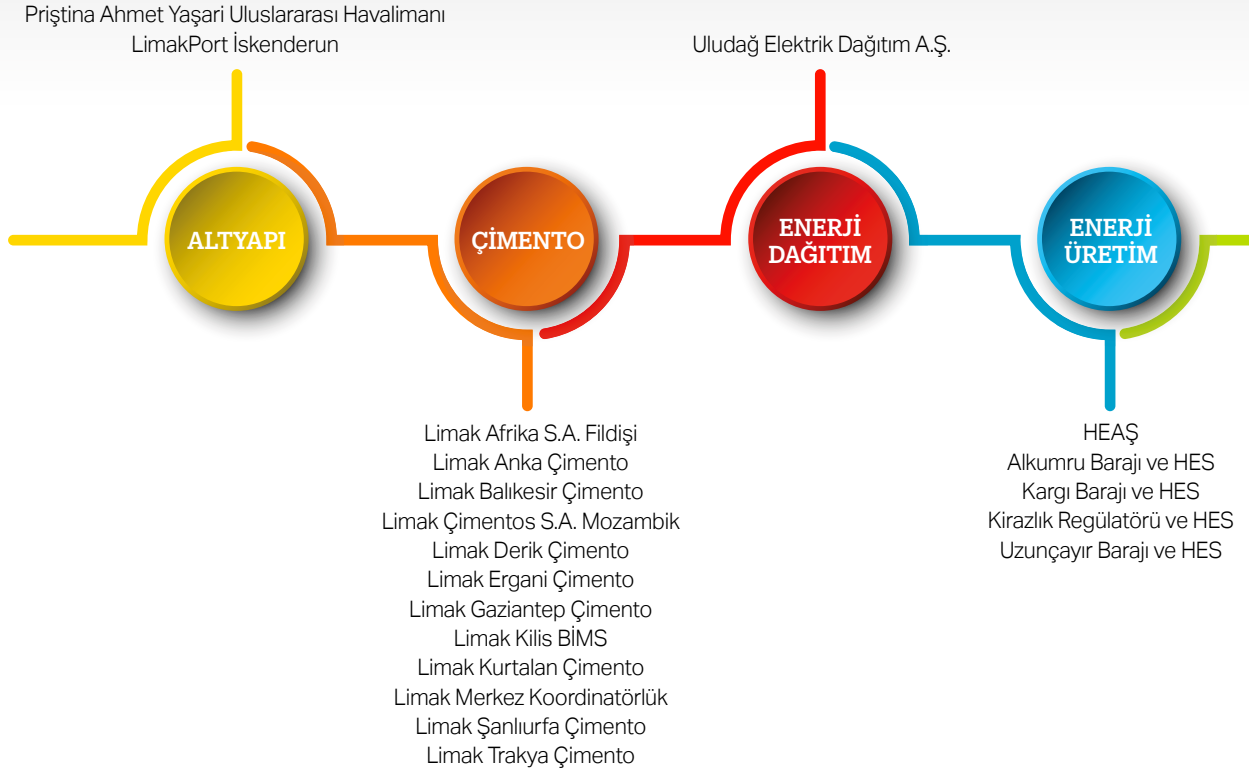 Priştina Ahmet Yaşari Uluslararası Havalimanı
LimakPort İskenderun
Uludağ Elektrik Dağıtım A.Ş.
ALTYAPI
ÇİMENTO
ENERJİ
DAĞITIM
ENERJİ
ÜRETİM
Limak Afrika S.A. Fildişi
Limak Anka Çimento
Limak Balıkesir Çimento
Limak Çimentos S.A. Mozambik
Limak Derik Çimento
Limak Ergani Çimento
Limak Gaziantep Çimento
Limak Kilis BİMS
Limak Kurtalan Çimento
Limak Merkez Koordinatörlük
Limak Şanlıurfa Çimento
Limak Trakya Çimento
HEAŞ
Alkumru Barajı ve HES
Kargı Barajı ve HES
Kirazlık Regülatörü ve HES
Uzunçayır Barajı ve HES